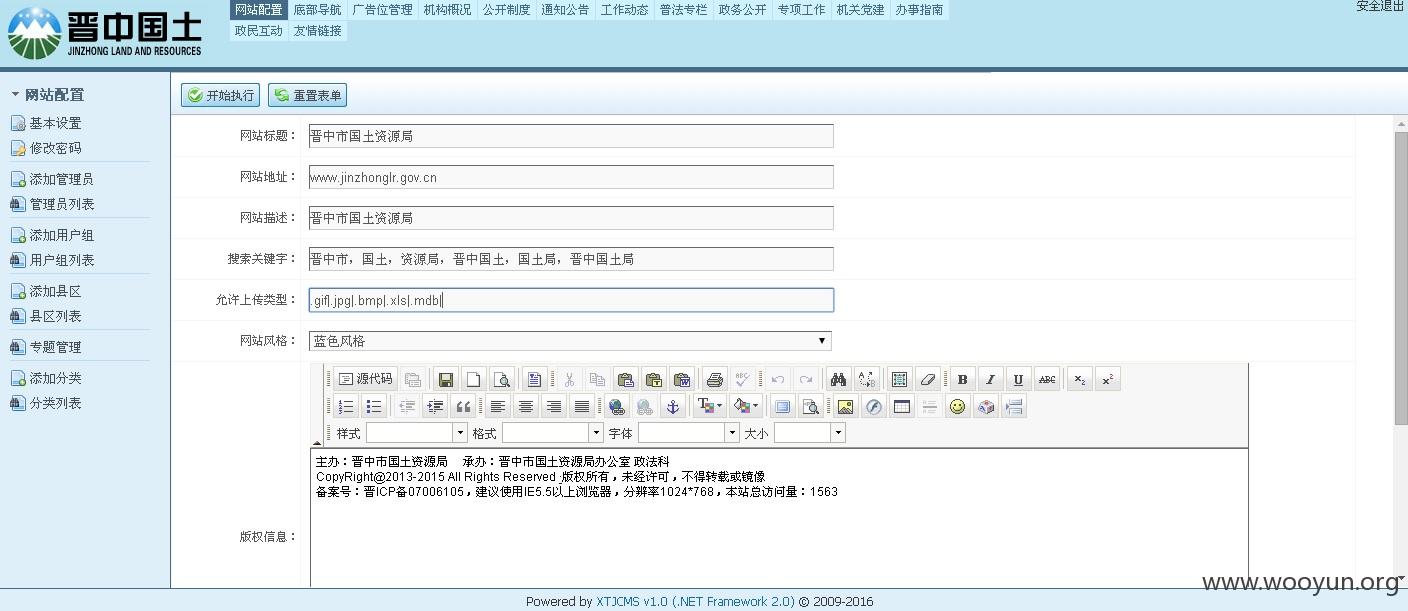 晋中国土
JINZHONG LAND AND RESOURCES
网站配置 底部导航 广告位管理 机构概况 公开制度 通知公告 工作动态 普法专栏 政务公开 专项工作 机关党建 办事指南
政民互动 友情链接
安全退出
网站配置
基本设置
修改密码
添加管理员
管理员列表
添加用户组
用户组列表
添加县区
县区列表
专题管理
添加分类
分类列表
开始执行 重置表单
网站标题： 晋中市国土资源局
网站地址： www.jinzhonglr.gov.cn
网站描述： 晋中市国土资源局
搜索关键字： 晋中市，国土，资源局，晋中国土，国土局，晋中国土局
允许上传类型： .gif|.jpg|.bmp|.xls|.mdb|
网站风格： 蓝色风格
源代码
B I U ABC x₂ x²
样式 格式 字体 大小
主办：晋中市国土资源局 承办：晋中市国土资源局办公室 政法科
CopyRight@2013-2015 All Rights Reserved ·版权所有，未经许可，不得转载或镜像
备案号：晋ICP备07006105，建议使用IE5.5以上浏览器，分辨率1024*768，本站总访问量：1563
版权信息：
Powered by XTJCMS v1.0 (.NET Framework 2.0) © 2009-2016
www.wooyun.org